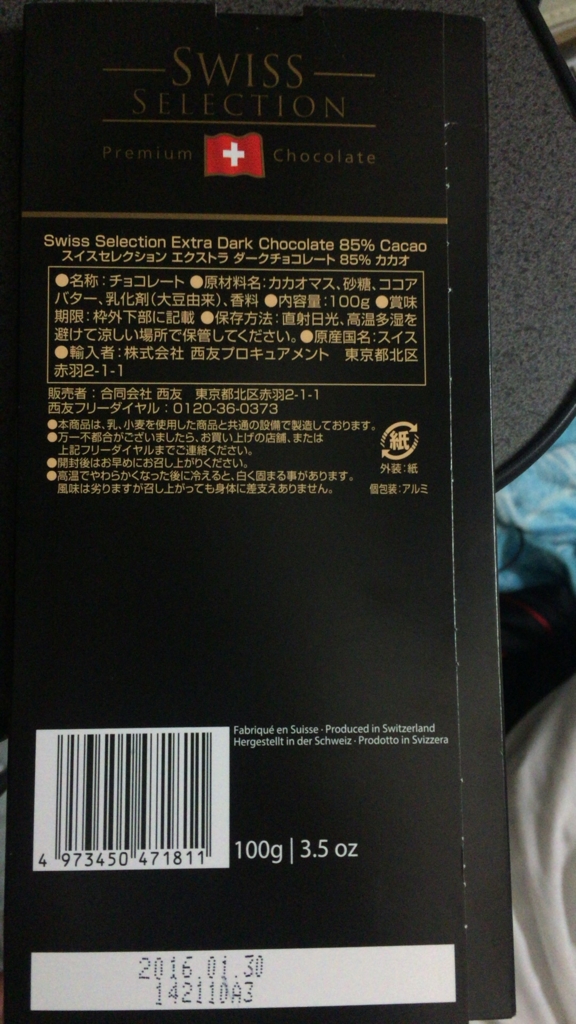 SWISS
SELECTION
Premium Chocolate
Swiss Selection Extra Dark Chocolate 85% Cacao
スイスセレクション エクストラ ダークチョコレート 85% カカオ
●名称:チョコレート ●原材料名:カカオマス、砂糖、ココア
バター、乳化剤(大豆由来)、香料 ●内容量:100g ●賞味
期限:枠外下部に記載 ●保存方法:直射日光、高温多湿を
避けて涼しい場所で保管してください。●原産国名:スイス
●輸入者:株式会社 西友プロキュアメント 東京都北区
赤羽2-1-1
販売者:合同会社 西友 東京都北区赤羽2-1-1
西友フリーダイヤル:0120-36-0373
●本商品は、乳、小麦を使用した商品と共通の設備で製造しております。
●万一不都合がございましたら、お買い上げの店舗、または
上記フリーダイヤルまでご連絡ください。
●開封後はお早めにお召し上がりください。
●高温でやわらかくなった後に冷えると、白く固まる事があります。
風味は劣りますが召し上がっても身体に差支えありません。
紙
外装:紙
個包装:アルミ
Fabriqué en Suisse · Produced in Switzerland
Hergestellt in der Schweiz · Prodotto in Svizzera
4 973450 471811
100g | 3.5 oz
2016.01.30
142110A3